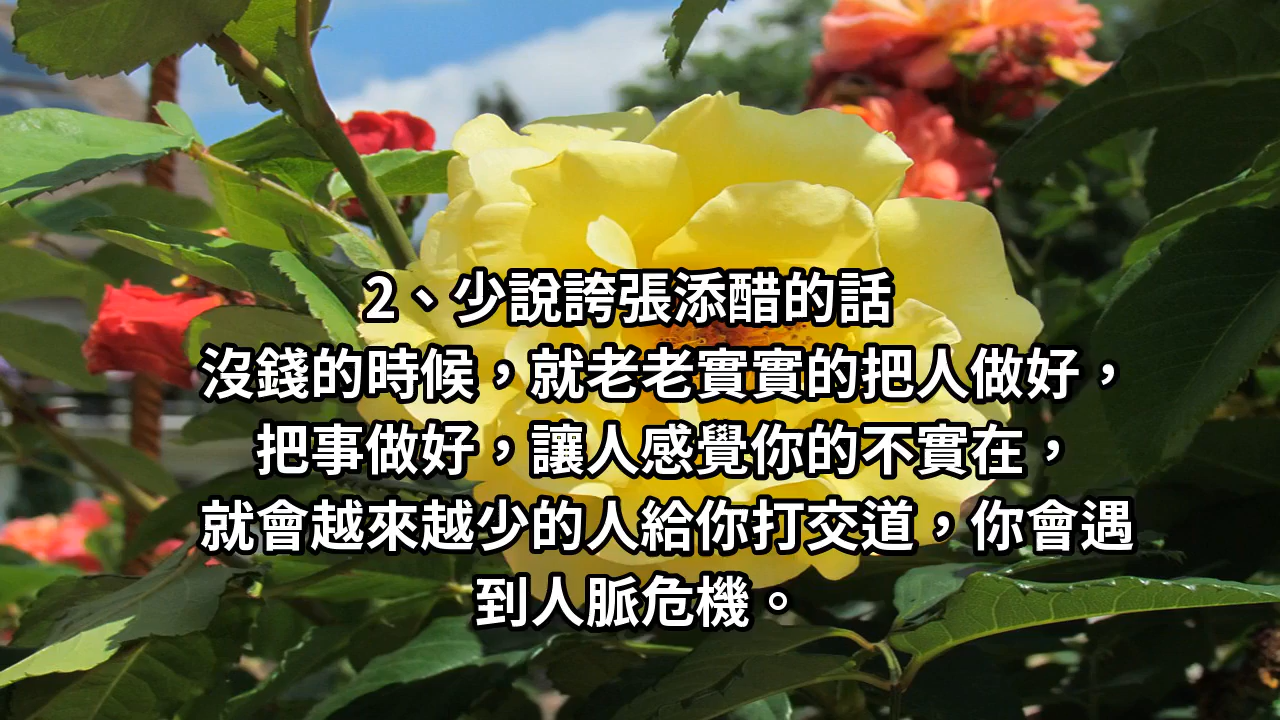 2、少說誇張添醋的話
沒錢的時候，就老老實實的把人做好，
把事做好，讓人感覺你的不實在，
就會越來越少的人給你打交道，你會遇
到人脈危機。